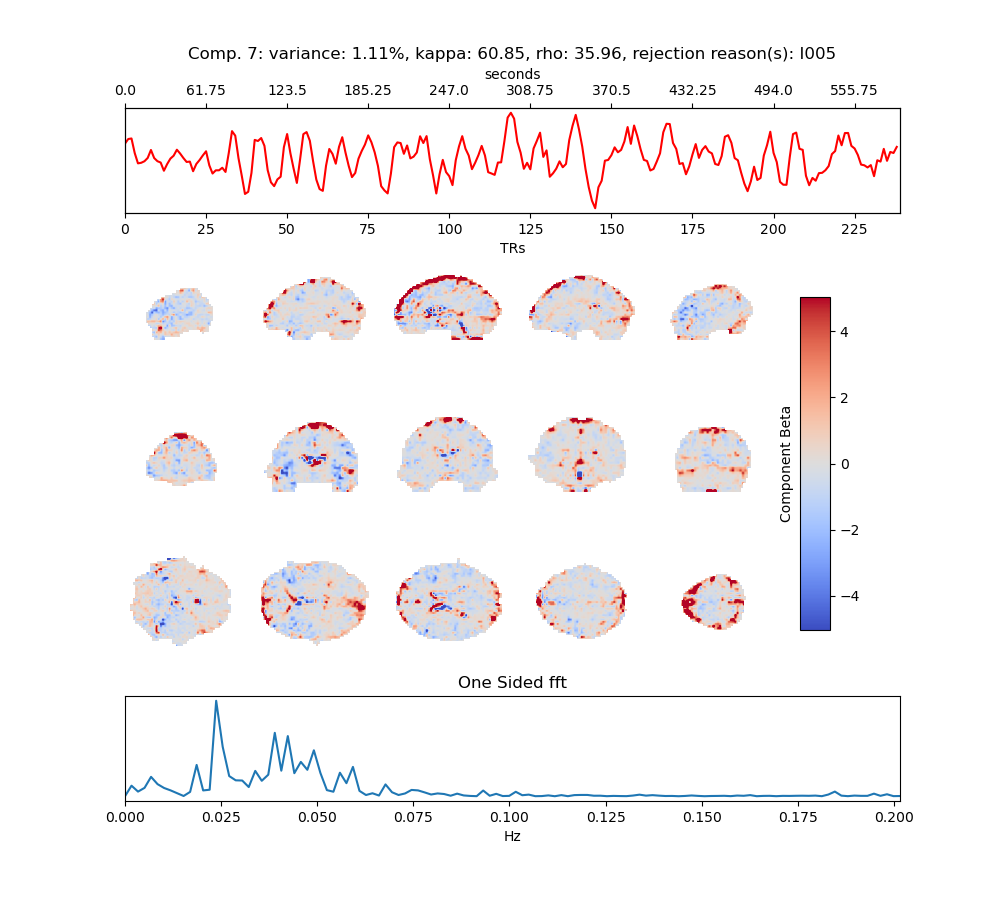 Comp. 7: variance: 1.11%, kappa: 60.85, rho: 35.96, rejection reason(s): I005
seconds
0.0 61.75 123.5 185.25 247.0 308.75 370.5 432.25 494.0 555.75
0 25 50 75 100 125 150 175 200 225
TRs
4
2
0
−2
−4
Component Beta
One Sided fft
0.000 0.025 0.050 0.075 0.100 0.125 0.150 0.175 0.200
Hz